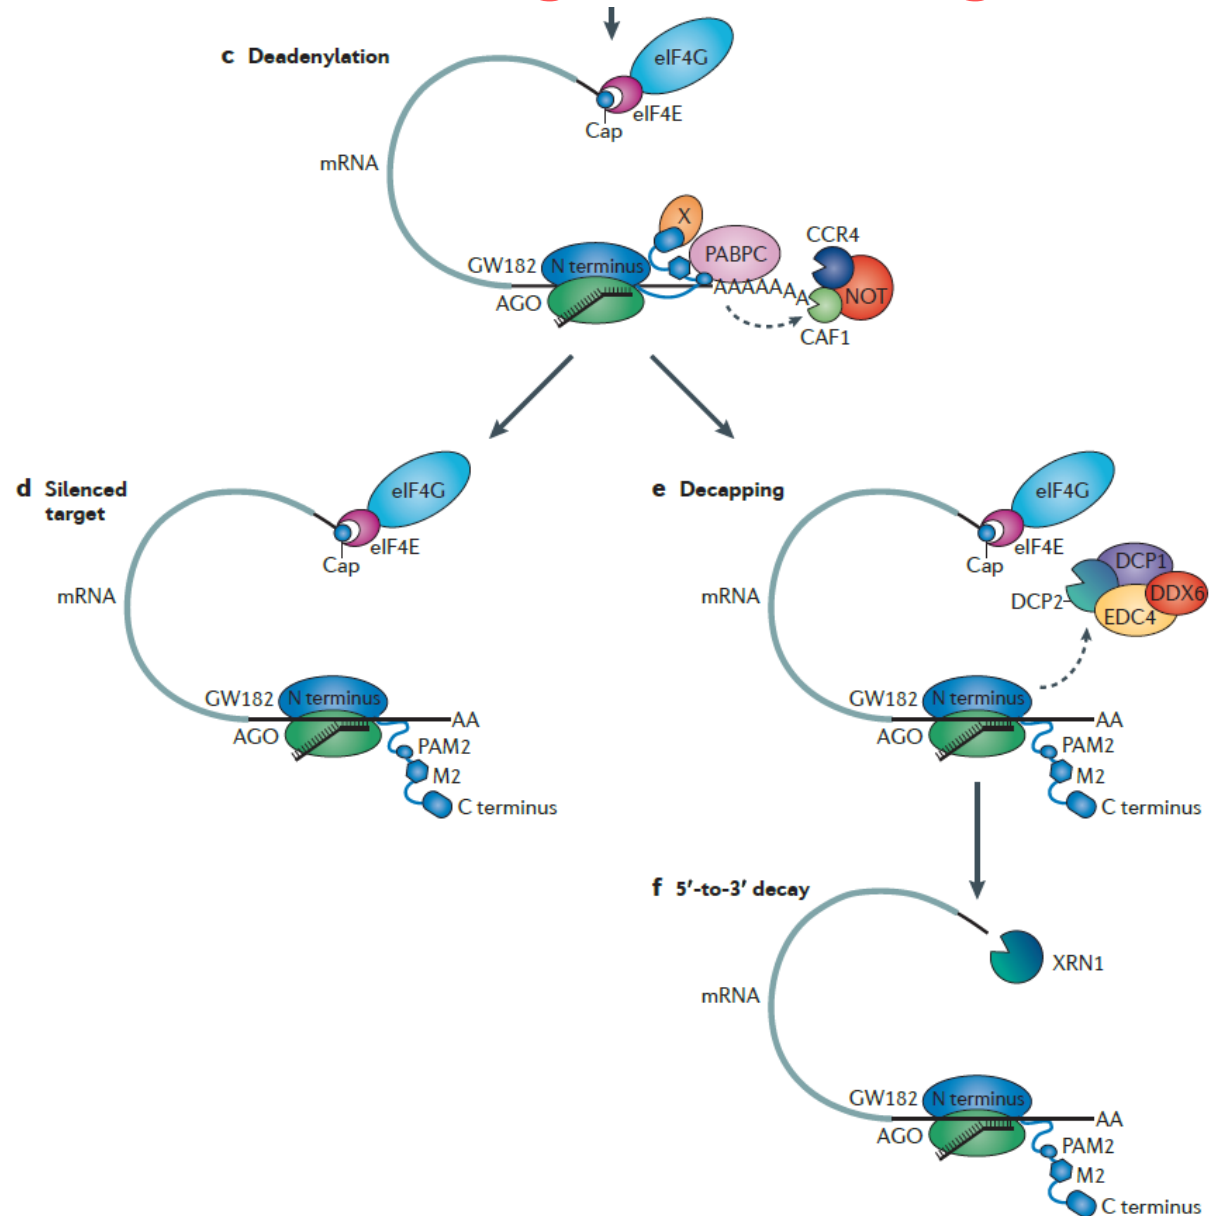 c Deadenylation
eIF4G
eIF4E
Cap
mRNA
X
PABPC
CCR4
GW182
N terminus
AAAAAAA
NOT
AGO
CAF1
d Silenced
target
eIF4G
eIF4E
Cap
mRNA
GW182
N terminus
AA
AGO
PAM2
M2
C terminus
e Decapping
eIF4G
eIF4E
Cap
DCP1
mRNA
DCP2
DDX6
EDC4
GW182
N terminus
AA
AGO
PAM2
M2
C terminus
f 5′-to-3′ decay
XRN1
mRNA
GW182
N terminus
AA
AGO
PAM2
M2
C terminus